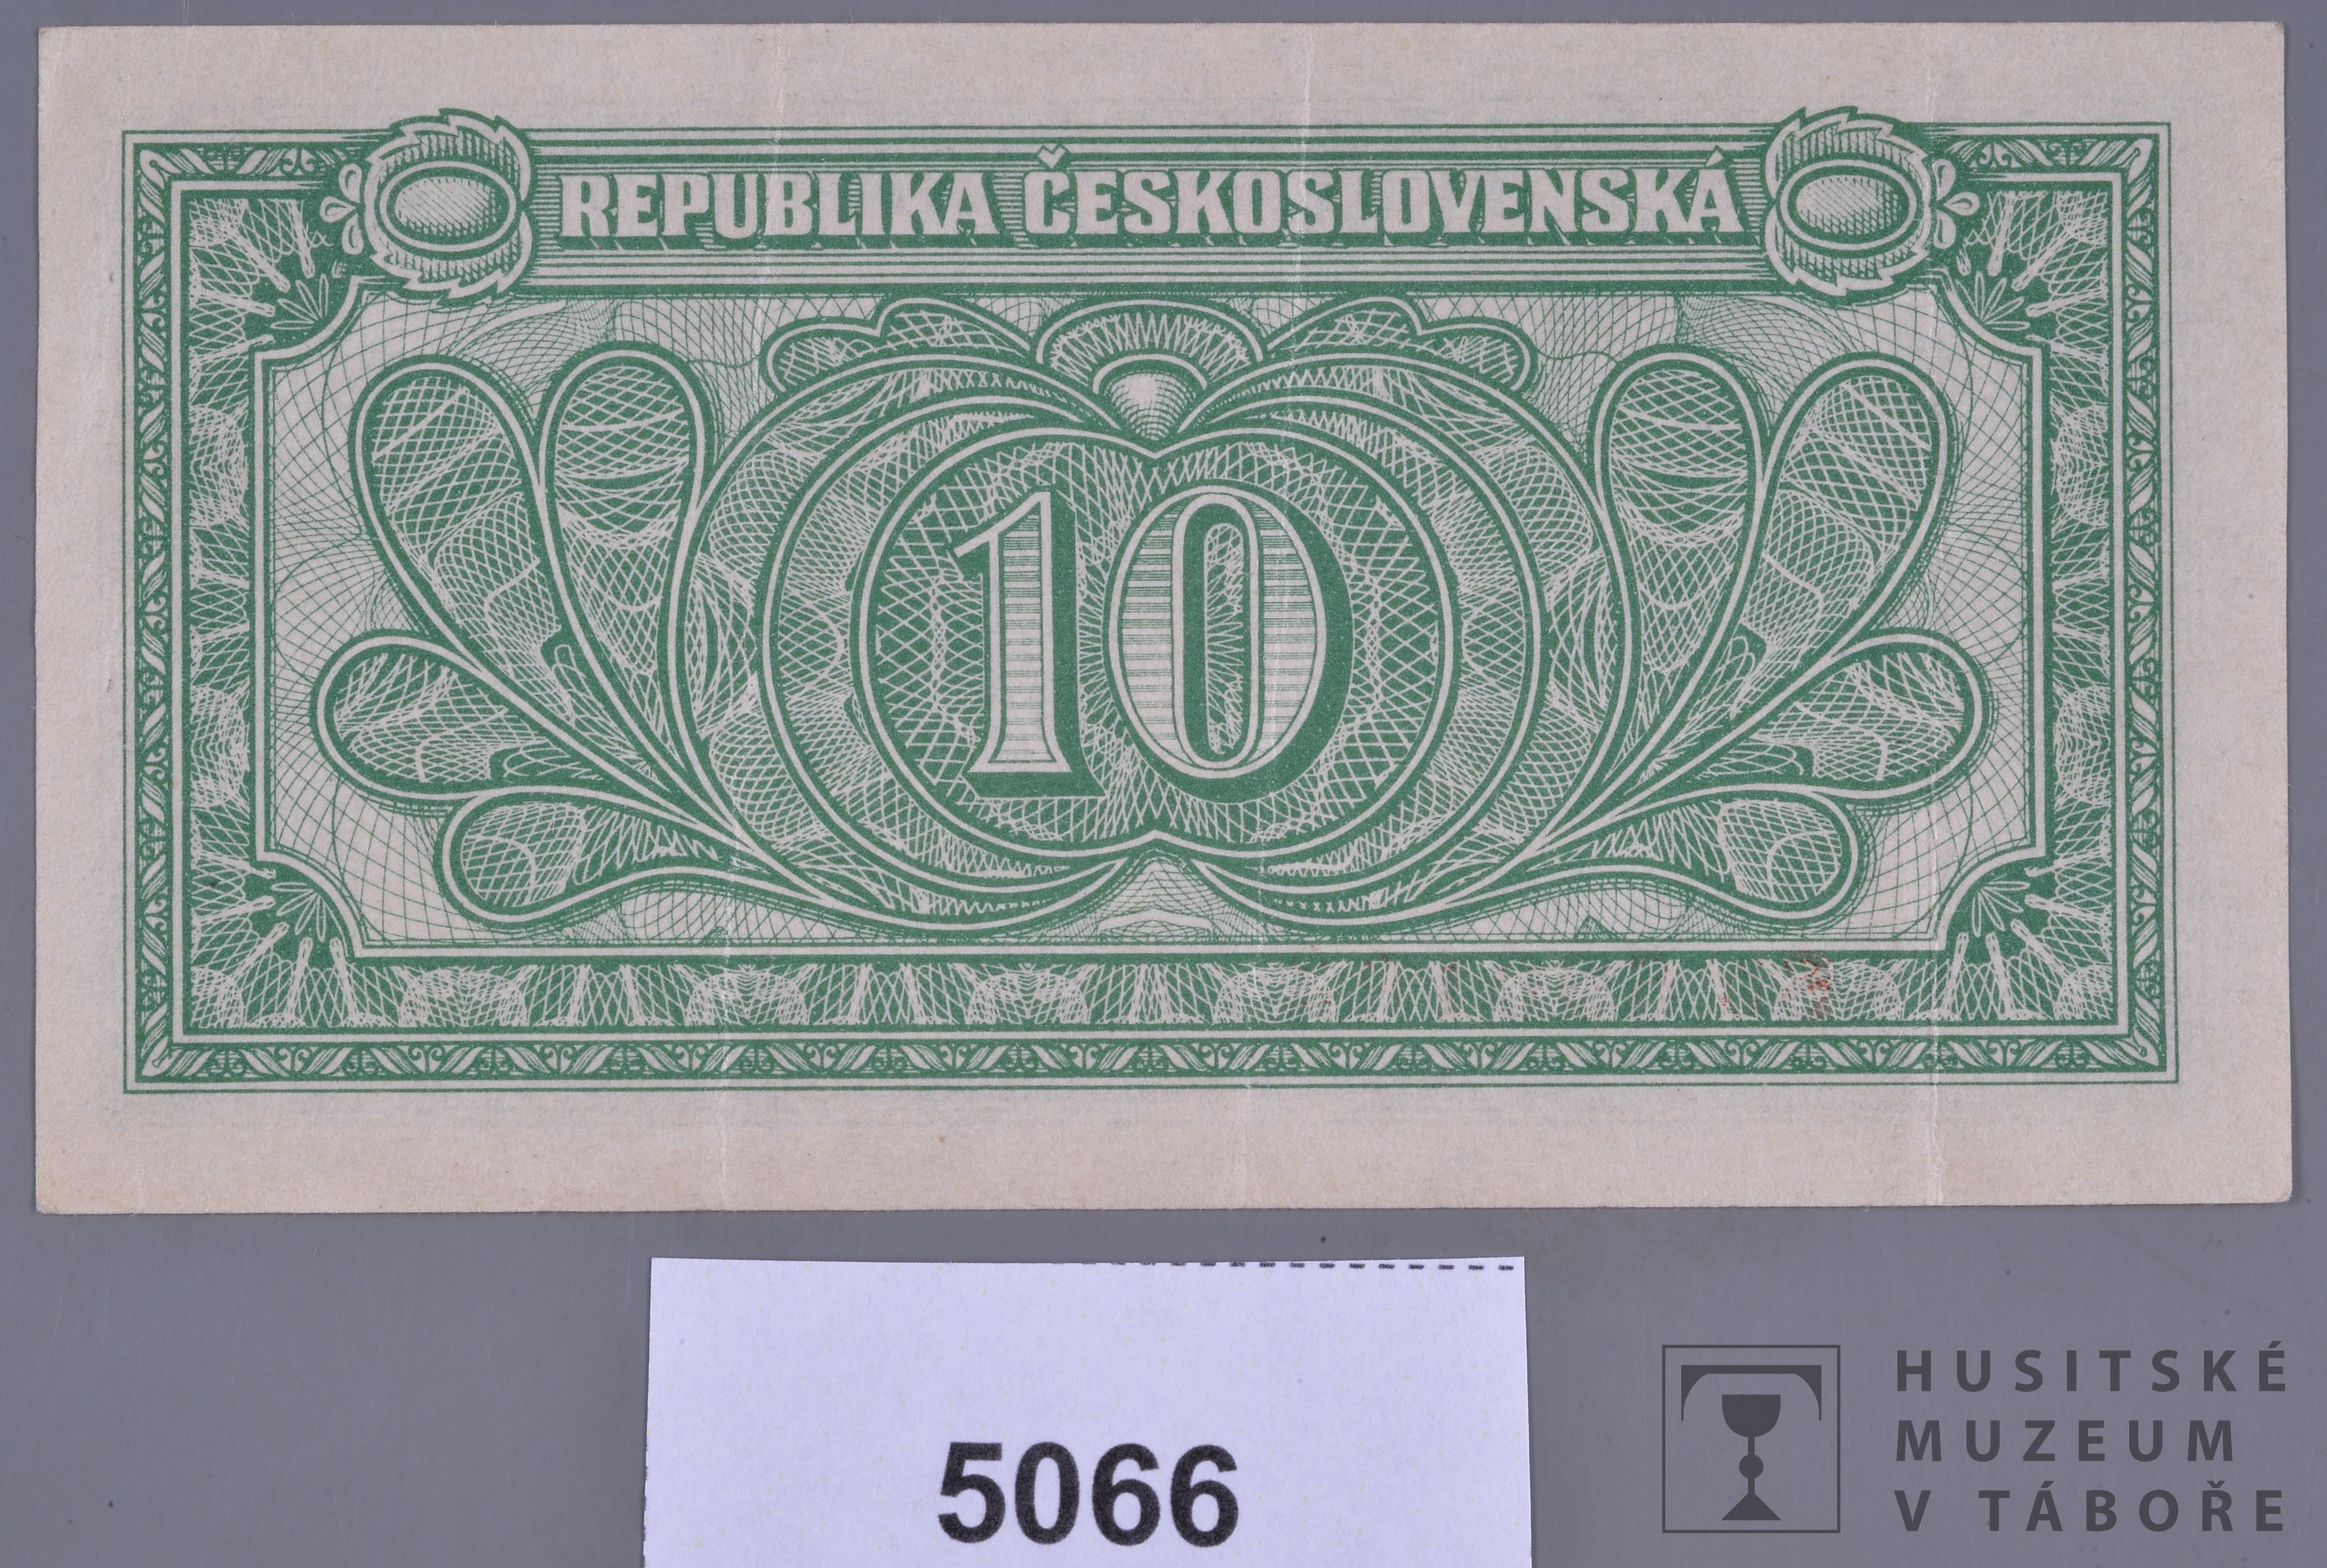 REPUBLIKA ČESKOSLOVENSKÁ
10
5066
HUSITSKÉ
MUZEUM
V TÁBOŘE